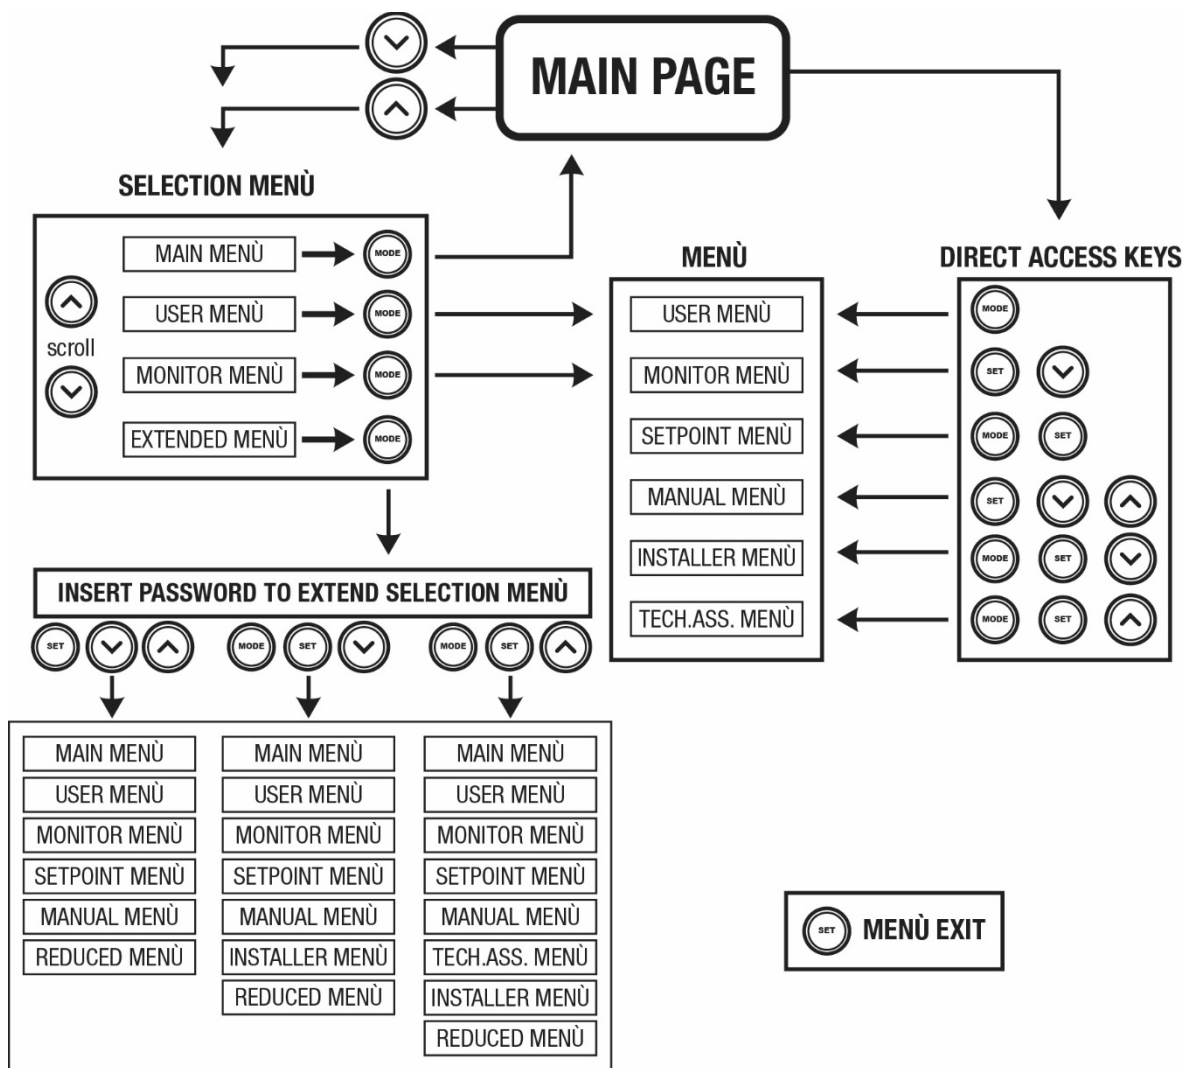 MAIN PAGE
SELECTION MENÙ
MAIN MENÙ MODE
USER MENÙ MODE
scroll
MONITOR MENÙ MODE
EXTENDED MENÙ MODE
MENÙ
USER MENÙ
MONITOR MENÙ
SETPOINT MENÙ
MANUAL MENÙ
INSTALLER MENÙ
TECH.ASS. MENÙ
DIRECT ACCESS KEYS
MODE
SET
MODE SET
SET
MODE SET
MODE SET
INSERT PASSWORD TO EXTEND SELECTION MENÙ
SET MODE SET MODE SET
MAIN MENÙ
USER MENÙ
MONITOR MENÙ
SETPOINT MENÙ
MANUAL MENÙ
REDUCED MENÙ
MAIN MENÙ
USER MENÙ
MONITOR MENÙ
SETPOINT MENÙ
MANUAL MENÙ
INSTALLER MENÙ
REDUCED MENÙ
MAIN MENÙ
USER MENÙ
MONITOR MENÙ
SETPOINT MENÙ
MANUAL MENÙ
TECH.ASS. MENÙ
INSTALLER MENÙ
REDUCED MENÙ
SET MENÙ EXIT